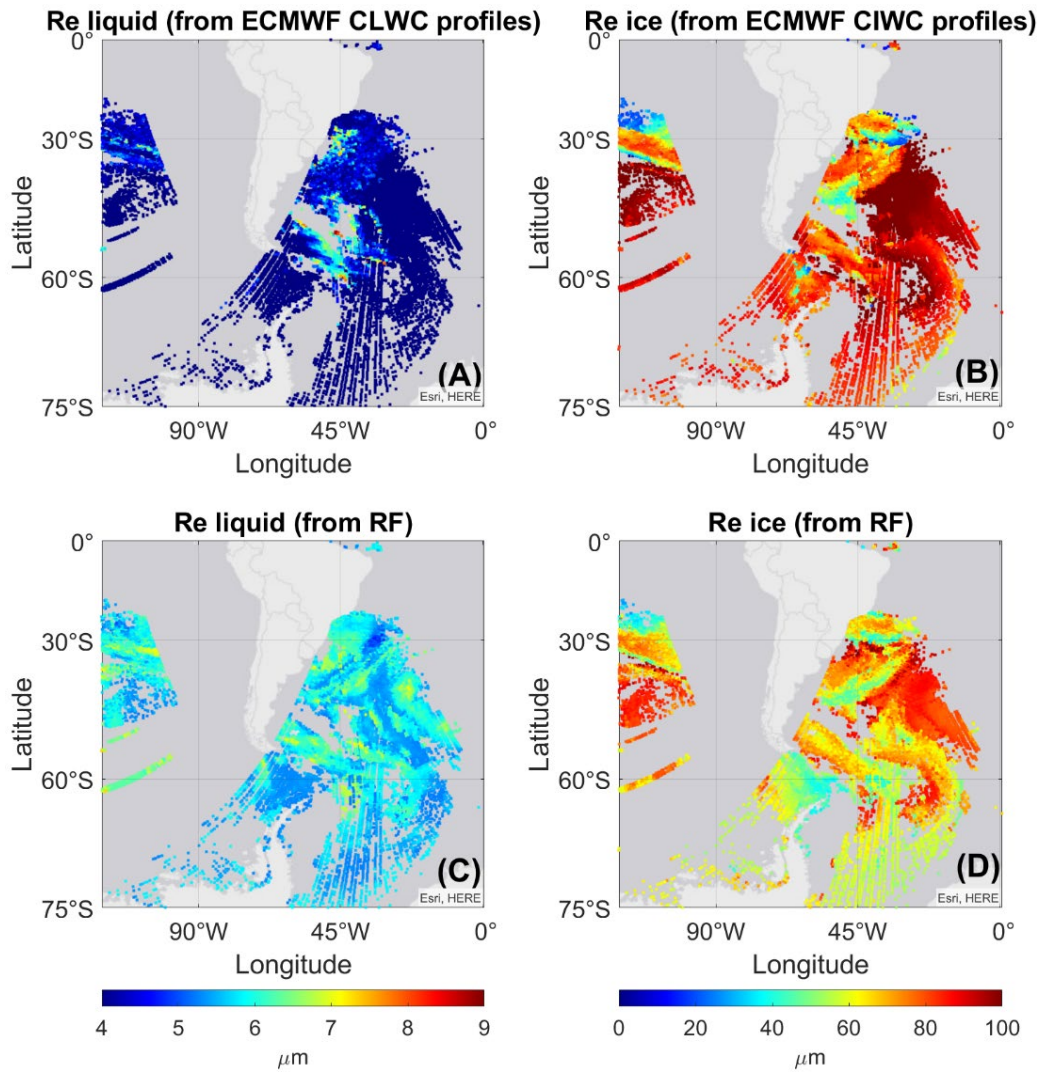 Re liquid (from ECMWF CLWC profiles)
0°
30°S
60°S
75°S
Latitude
90°W
45°W
0°
Longitude
(A)
Esri, HERE
Re ice (from ECMWF CIWC profiles)
0°
30°S
60°S
75°S
Latitude
90°W
45°W
0°
Longitude
(B)
Esri, HERE
Re liquid (from RF)
0°
30°S
60°S
75°S
Latitude
90°W
45°W
0°
Longitude
(C)
Esri, HERE
4 5 6 7 8 9
μm
Re ice (from RF)
0°
30°S
60°S
75°S
Latitude
90°W
45°W
0°
Longitude
(D)
Esri, HERE
0 20 40 60 80 100
μm